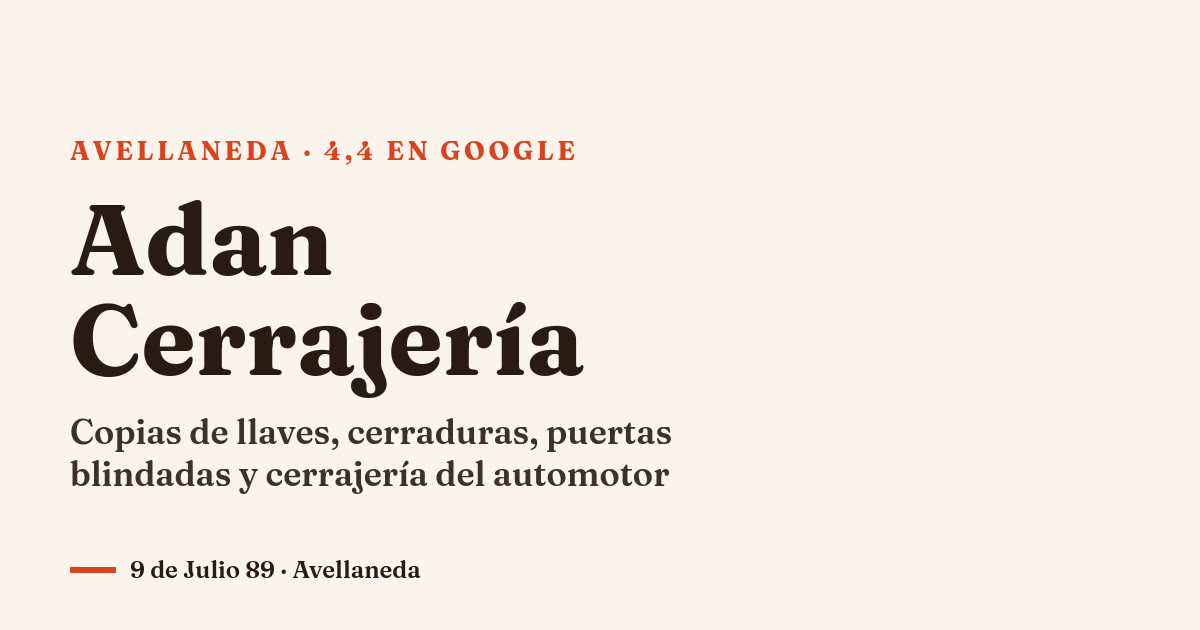 AVELLANEDA · 4,4 EN GOOGLE
Adan
Cerrajería
Copias de llaves, cerraduras, puertas
blindadas y cerrajería del automotor
9 de Julio 89 · Avellaneda